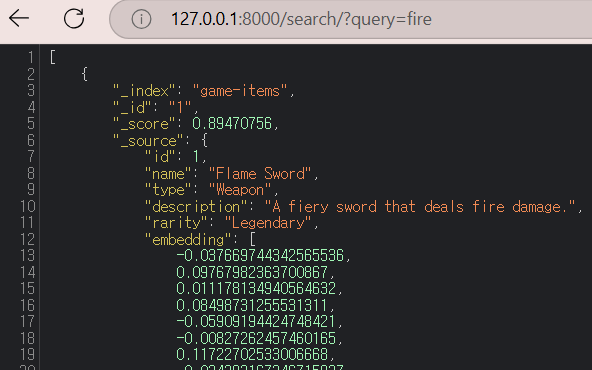 127.0.0.1:8000/search/?query=fire
1 [
2 {
3 "_index": "game-items",
4 "_id": "1",
5 "_score": 0.89470756,
6 "_source": {
7 "id": 1,
8 "name": "Flame Sword",
9 "type": "Weapon",
10 "description": "A fiery sword that deals fire damage.",
11 "rarity": "Legendary",
12 "embedding": [
13 -0.037669744342565536,
14 0.09767982363700867,
15 0.011178134940564632,
16 0.08498731255531311,
17 -0.05909194424748421,
18 -0.00827262457460165,
19 0.11722702533006668,